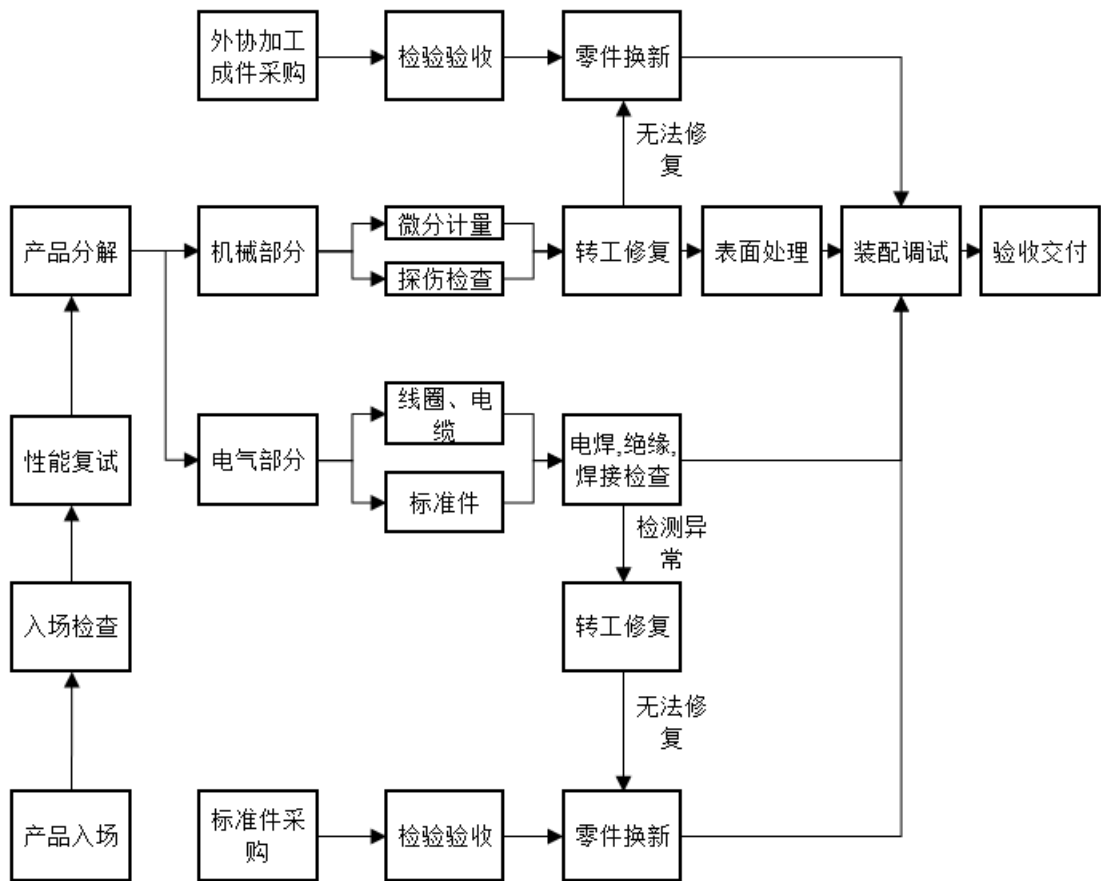 外协加工
成件采购
检验验收
零件换新
无法修
复
产品分解
机械部分
微分计量
探伤检查
转工修复
表面处理
装配调试
验收交付
性能复试
电气部分
线圈、电
缆
标准件
电焊,绝缘,
焊接检查
检测异
常
入场检查
转工修复
无法修
复
产品入场
标准件采
购
检验验收
零件换新